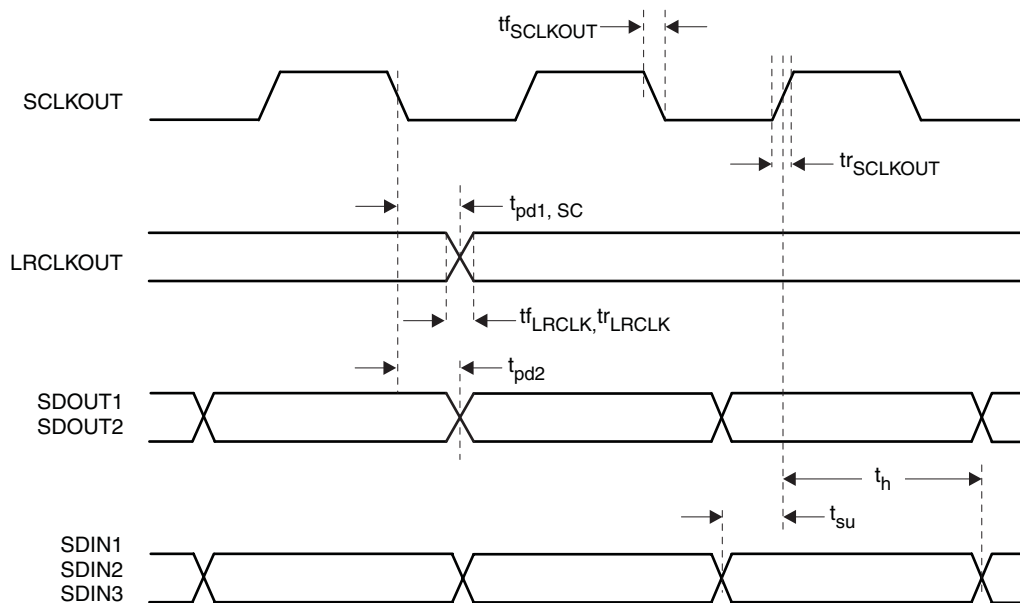 tfSCLKOUT
SCLKOUT
trSCLKOUT
tpd1, SC
LRCLKOUT
tfLRCLK,trLRCLK
tpd2
SDOUT1
SDOUT2
th
tsu
SDIN1
SDIN2
SDIN3